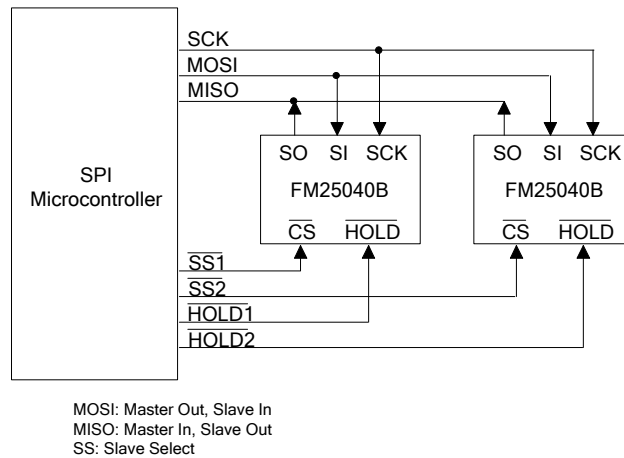 SCK
MOSI
MISO
SO SI SCK
SO SI SCK
SPI
Microcontroller
FM25040B
FM25040B
CS HOLD
CS HOLD
SS1
SS2
HOLD1
HOLD2
MOSI: Master Out, Slave In
MISO: Master In, Slave Out
SS: Slave Select